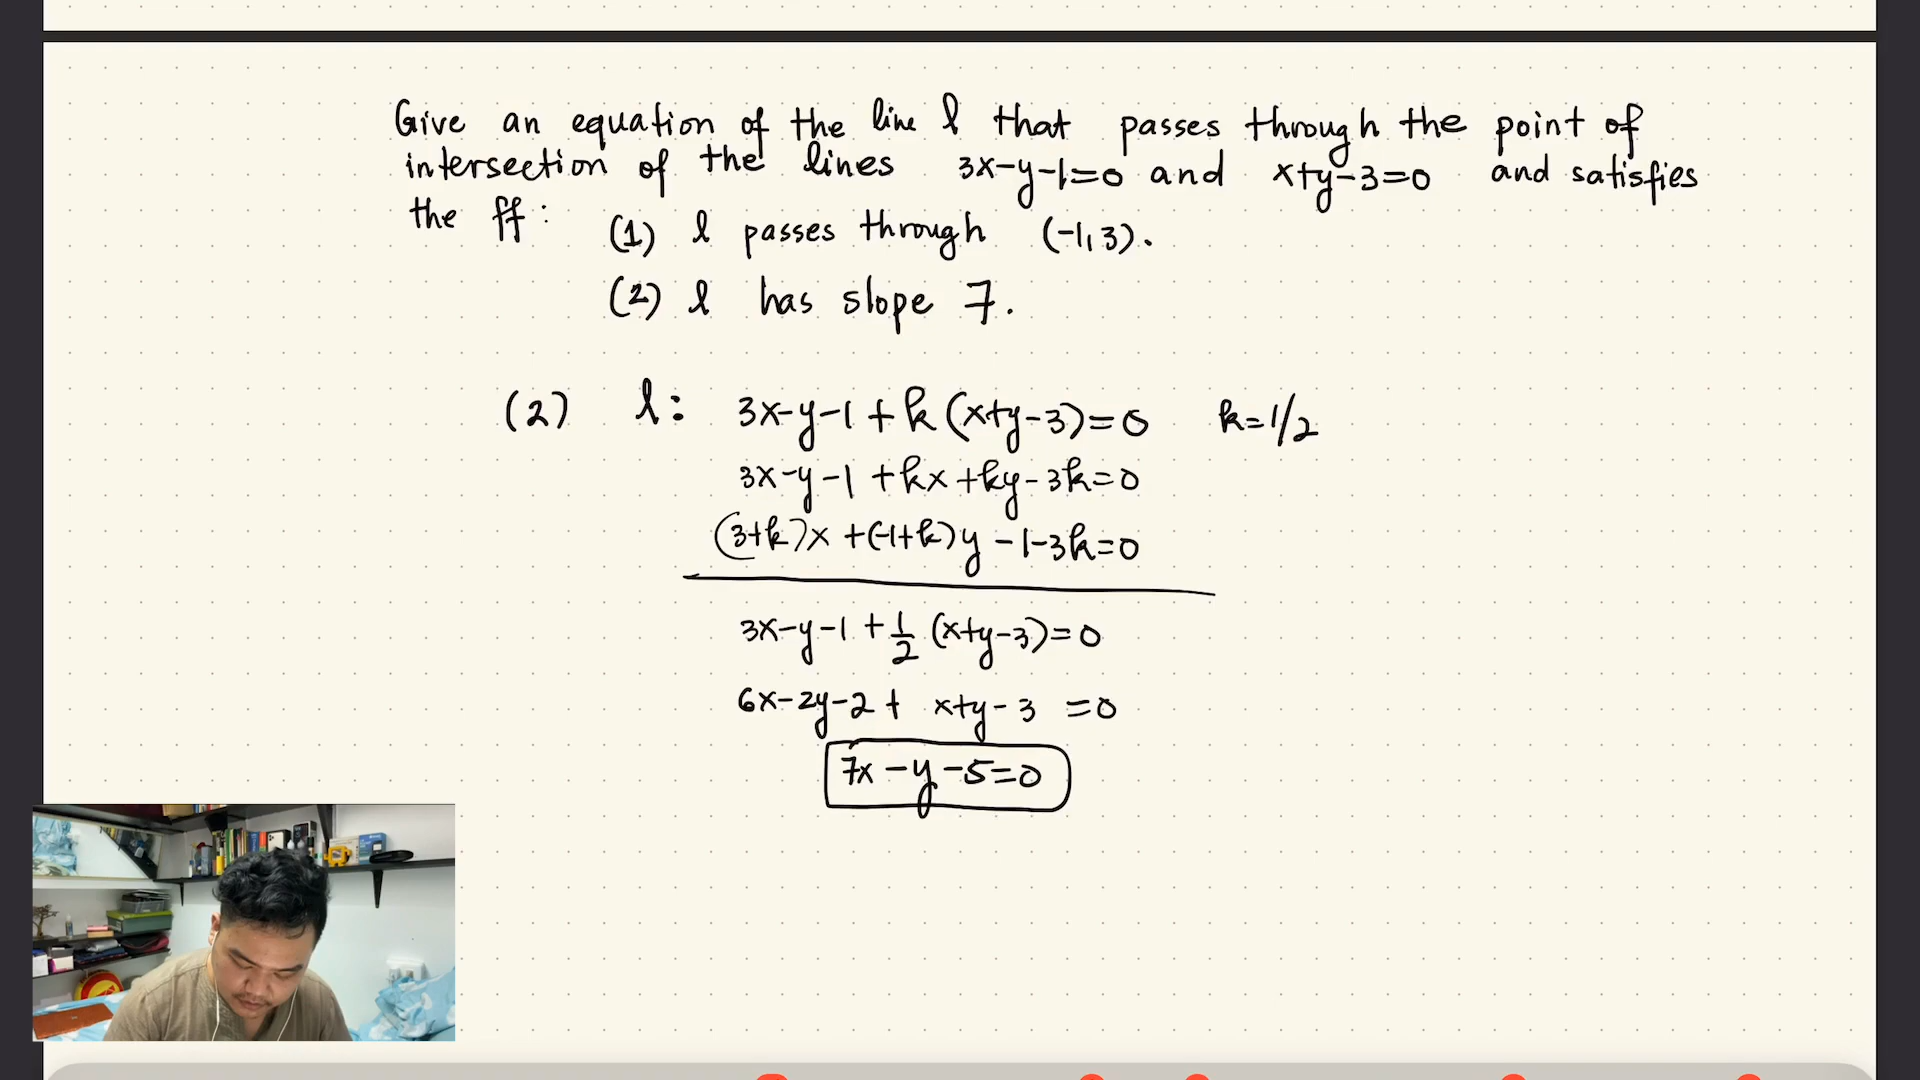 Give an equation of the line l that passes through the point of
intersection of the lines 3x-y-1=0 and x+y-3=0 and satisfies
the ff: (1) l passes through (-1,3).
(2) l has slope 7.
(2) l: 3x-y-1+k(x+y-3)=0 k=1/2
3x-y-1+kx+ky-3k=0
(3+k)x+(-1+k)y-1-3k=0
3x-y-1+1/2(x+y-3)=0
6x-2y-2+x+y-3=0
7x-y-5=0